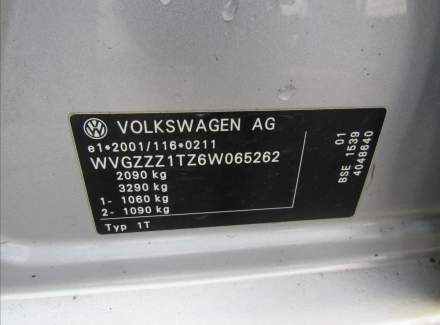 VOLKSWAGEN AG
e1*2001/116*0211
WVGZZZ1TZ6W065262
2090 kg
3290 kg
1- 1060 kg
2- 1090 kg
Typ 1T
01
BSE 1539
4048640